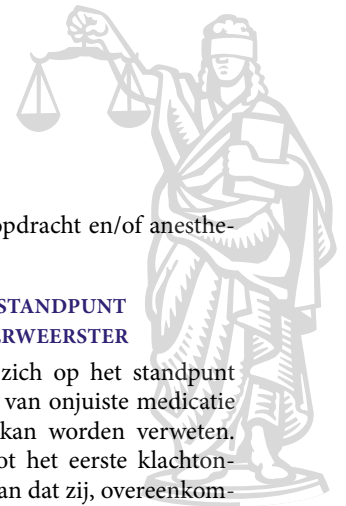 opdracht en/of anesthe-
STANDPUNT
ERWEERSTER
zich op het standpunt
van onjuiste medicatie
kan worden verweten.
ot het eerste klachton-
an dat zij, overeenkom-